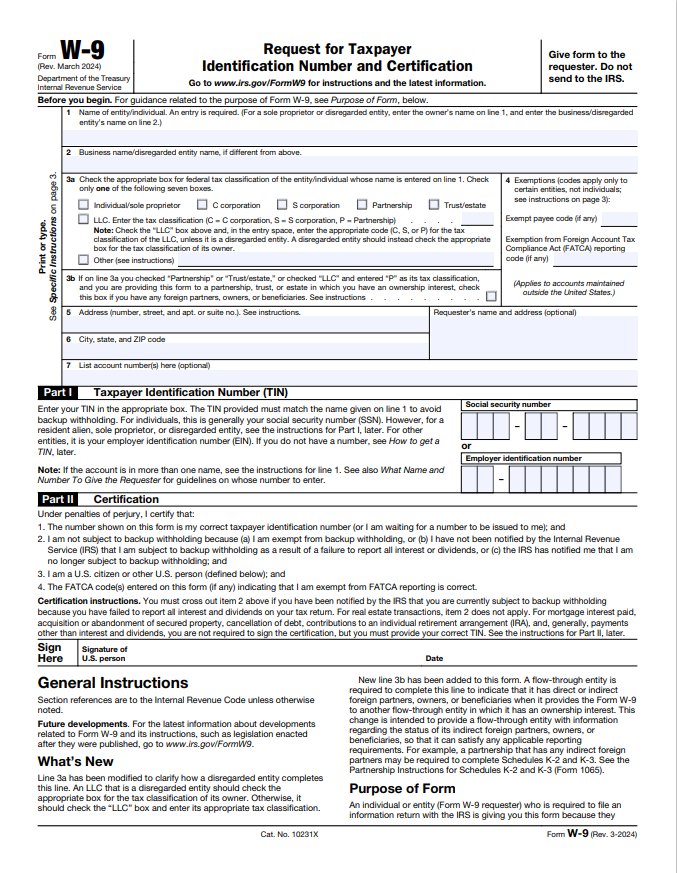 Form W-9
(Rev. March 2024)
Department of the Treasury
Internal Revenue Service
Request for Taxpayer
Identification Number and Certification
Go to www.irs.gov/FormW9 for instructions and the latest information.
Give form to the
requester. Do not
send to the IRS.
Before you begin. For guidance related to the purpose of Form W-9, see Purpose of Form, below.
Print or type.
See Specific Instructions on page 3.
1 Name of entity/individual. An entry is required. (For a sole proprietor or disregarded entity, enter the owner's name on line 1, and enter the business/disregarded
entity's name on line 2.)
2 Business name/disregarded entity name, if different from above.
3a Check the appropriate box for federal tax classification of the entity/individual whose name is entered on line 1. Check
only one of the following seven boxes.
Individual/sole proprietor C corporation S corporation Partnership Trust/estate
LLC. Enter the tax classification (C = C corporation, S = S corporation, P = Partnership) . . . .
Note: Check the "LLC" box above and, in the entry space, enter the appropriate code (C, S, or P) for the tax
classification of the LLC, unless it is a disregarded entity. A disregarded entity should instead check the appropriate
box for the tax classification of its owner.
Other (see instructions)
3b If on line 3a you checked "Partnership" or "Trust/estate," or checked "LLC" and entered "P" as its tax classification,
and you are providing this form to a partnership, trust, or estate in which you have an ownership interest, check
this box if you have any foreign partners, owners, or beneficiaries. See instructions . . . . . . . . .
4 Exemptions (codes apply only to
certain entities, not individuals;
see instructions on page 3):
Exempt payee code (if any)
Exemption from Foreign Account Tax
Compliance Act (FATCA) reporting
code (if any)
(Applies to accounts maintained
outside the United States.)
5 Address (number, street, and apt. or suite no.). See instructions.
Requester's name and address (optional)
6 City, state, and ZIP code
7 List account number(s) here (optional)
Part I Taxpayer Identification Number (TIN)
Enter your TIN in the appropriate box. The TIN provided must match the name given on line 1 to avoid
backup withholding. For individuals, this is generally your social security number (SSN). However, for a
resident alien, sole proprietor, or disregarded entity, see the instructions for Part I, later. For other
entities, it is your employer identification number (EIN). If you do not have a number, see How to get a
TIN, later.
Note: If the account is in more than one name, see the instructions for line 1. See also What Name and
Number To Give the Requester for guidelines on whose number to enter.
Social security number
– –
or
Employer identification number
–
Part II Certification
Under penalties of perjury, I certify that:
1. The number shown on this form is my correct taxpayer identification number (or I am waiting for a number to be issued to me); and
2. I am not subject to backup withholding because (a) I am exempt from backup withholding, or (b) I have not been notified by the Internal Revenue
Service (IRS) that I am subject to backup withholding as a result of a failure to report all interest or dividends, or (c) the IRS has notified me that I am
no longer subject to backup withholding; and
3. I am a U.S. citizen or other U.S. person (defined below); and
4. The FATCA code(s) entered on this form (if any) indicating that I am exempt from FATCA reporting is correct.
Certification instructions. You must cross out item 2 above if you have been notified by the IRS that you are currently subject to backup withholding
because you have failed to report all interest and dividends on your tax return. For real estate transactions, item 2 does not apply. For mortgage interest paid,
acquisition or abandonment of secured property, cancellation of debt, contributions to an individual retirement arrangement (IRA), and, generally, payments
other than interest and dividends, you are not required to sign the certification, but you must provide your correct TIN. See the instructions for Part II, later.
Sign
Here
Signature of
U.S. person
Date
General Instructions
Section references are to the Internal Revenue Code unless otherwise
noted.
Future developments. For the latest information about developments
related to Form W-9 and its instructions, such as legislation enacted
after they were published, go to www.irs.gov/FormW9.
What's New
Line 3a has been modified to clarify how a disregarded entity completes
this line. An LLC that is a disregarded entity should check the
appropriate box for the tax classification of its owner. Otherwise, it
should check the "LLC" box and enter its appropriate tax classification.
New line 3b has been added to this form. A flow-through entity is
required to complete this line to indicate that it has direct or indirect
foreign partners, owners, or beneficiaries when it provides the Form W-9
to another flow-through entity in which it has an ownership interest. This
change is intended to provide a flow-through entity with information
regarding the status of its indirect foreign partners, owners, or
beneficiaries, so that it can satisfy any applicable reporting
requirements. For example, a partnership that has any indirect foreign
partners may be required to complete Schedules K-2 and K-3. See the
Partnership Instructions for Schedules K-2 and K-3 (Form 1065).
Purpose of Form
An individual or entity (Form W-9 requester) who is required to file an
information return with the IRS is giving you this form because they
Cat. No. 10231X
Form W-9 (Rev. 3-2024)